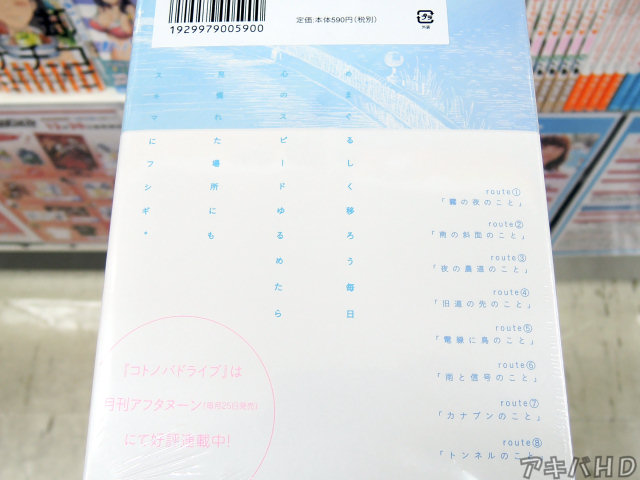 1929979005900
定価:本体590円(税別)
めまぐるしく移ろう毎日
心のスピードゆるめたら
見慣れた場所にも
スキマにフシギ。
route①
「霧の夜のこと」
route②
「南の斜面のこと」
route③
「夜の農道のこと」
route④
「旧道の先のこと」
route⑤
「電線に鳥のこと」
route⑥
「雨と信号のこと」
route⑦
「カナブンのこと」
route⑧
「トンネルのこと」
『コトノバドライブ』は
月刊アフタヌーン(毎月25日発売)
にて好評連載中!
アキバHD